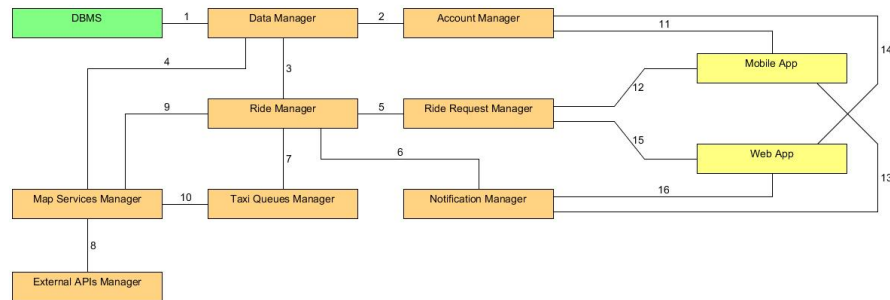 DBMS
1
Data Manager
2
Account Manager
11
14
4
3
Mobile App
12
9
Ride Manager
5
Ride Request Manager
15
Web App
7
6
13
Map Services Manager
10
Taxi Queues Manager
Notification Manager
16
8
External APIs Manager